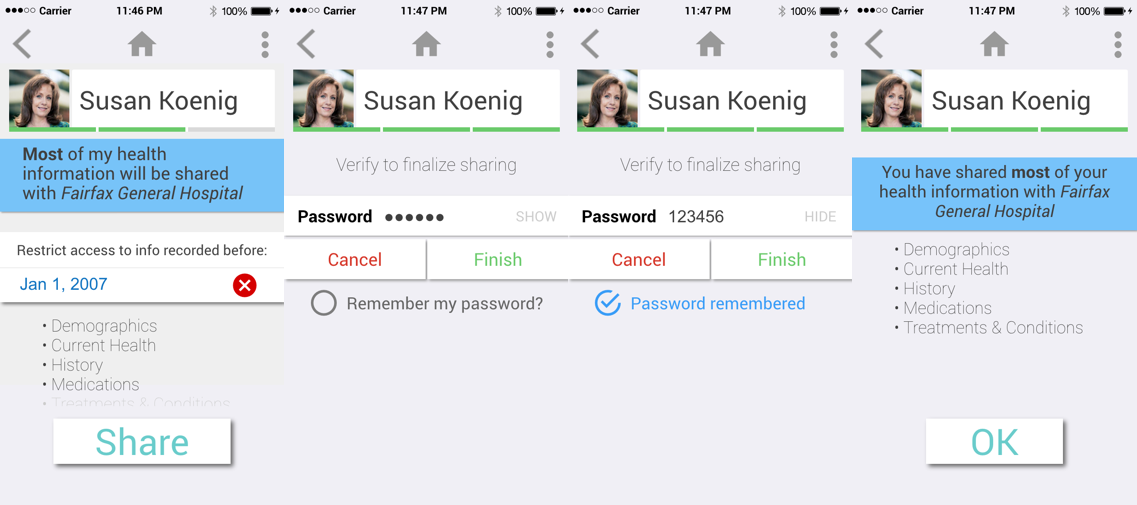 ●●●○○ Carrier 11:46 PM 100%
Susan Koenig
Most of my health
information will be shared
with Fairfax General Hospital
Restrict access to info recorded before:
Jan 1, 2007
• Demographics
• Current Health
• History
• Medications
• Treatments & Conditions
Share
●●●○○ Carrier 11:47 PM 100%
Susan Koenig
Verify to finalize sharing
Password ●●●●●● SHOW
Cancel Finish
Remember my password?
●●●○○ Carrier 11:47 PM 100%
Susan Koenig
Verify to finalize sharing
Password 123456 HIDE
Cancel Finish
Password remembered
●●●○○ Carrier 11:47 PM 100%
Susan Koenig
You have shared most of your
health information with Fairfax
General Hospital
• Demographics
• Current Health
• History
• Medications
• Treatments & Conditions
OK